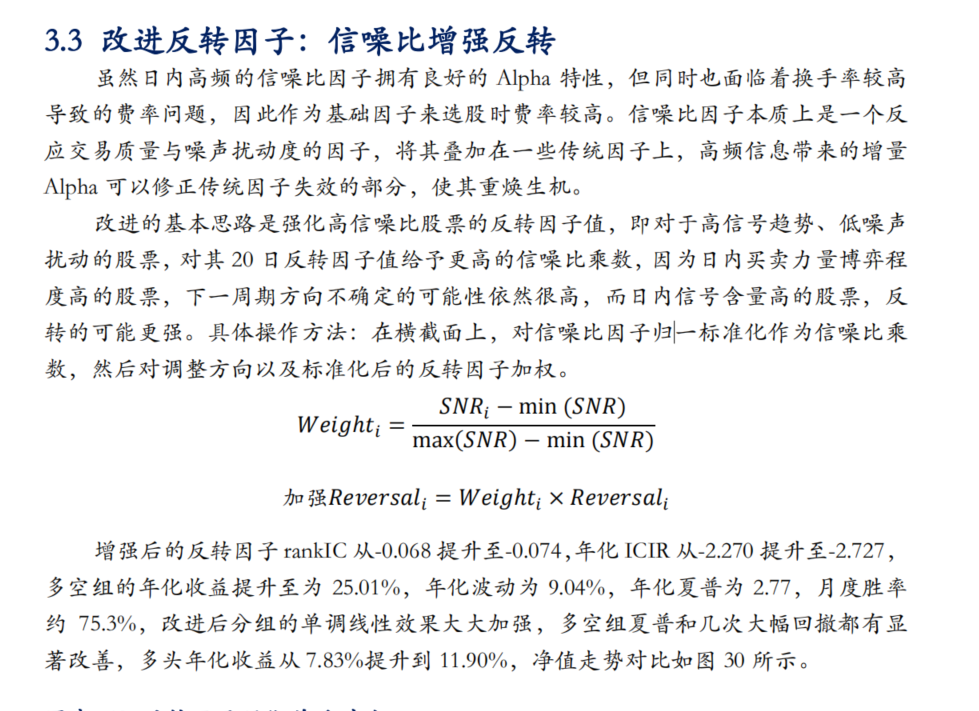 3.3 改进反转因子：信噪比增强反转
虽然日内高频的信噪比因子拥有良好的 Alpha 特性，但同时也面临着换手率较高
导致的费率问题，因此作为基础因子来选股时费率较高。信噪比因子本质上是一个反
应交易质量与噪声扰动度的因子，将其叠加在一些传统因子上，高频信息带来的增量
Alpha 可以修正传统因子失效的部分，使其重焕生机。
改进的基本思路是强化高信噪比股票的反转因子值，即对于高信号趋势、低噪声
扰动的股票，对其 20 日反转因子值给予更高的信噪比乘数，因为日内买卖力量博弈程
度高的股票，下一周期方向不确定的可能性依然很高，而日内信号含量高的股票，反
转的可能更强。具体操作方法：在横截面上，对信噪比因子归一标准化作为信噪比乘
数，然后对调整方向以及标准化后的反转因子加权。
Weight_i = (SNR_i − min (SNR)) / (max(SNR) − min (SNR))
加强Reversal_i = Weight_i × Reversal_i
增强后的反转因子 rankIC 从-0.068 提升至-0.074，年化 ICIR 从-2.270 提升至-2.727，
多空组的年化收益提升至为 25.01%，年化波动为 9.04%，年化夏普为 2.77，月度胜率
约 75.3%，改进后分组的单调线性效果大大加强，多空组夏普和几次大幅回撤都有显
著改善，多头年化收益从 7.83%提升到 11.90%，净值走势对比如图 30 所示。